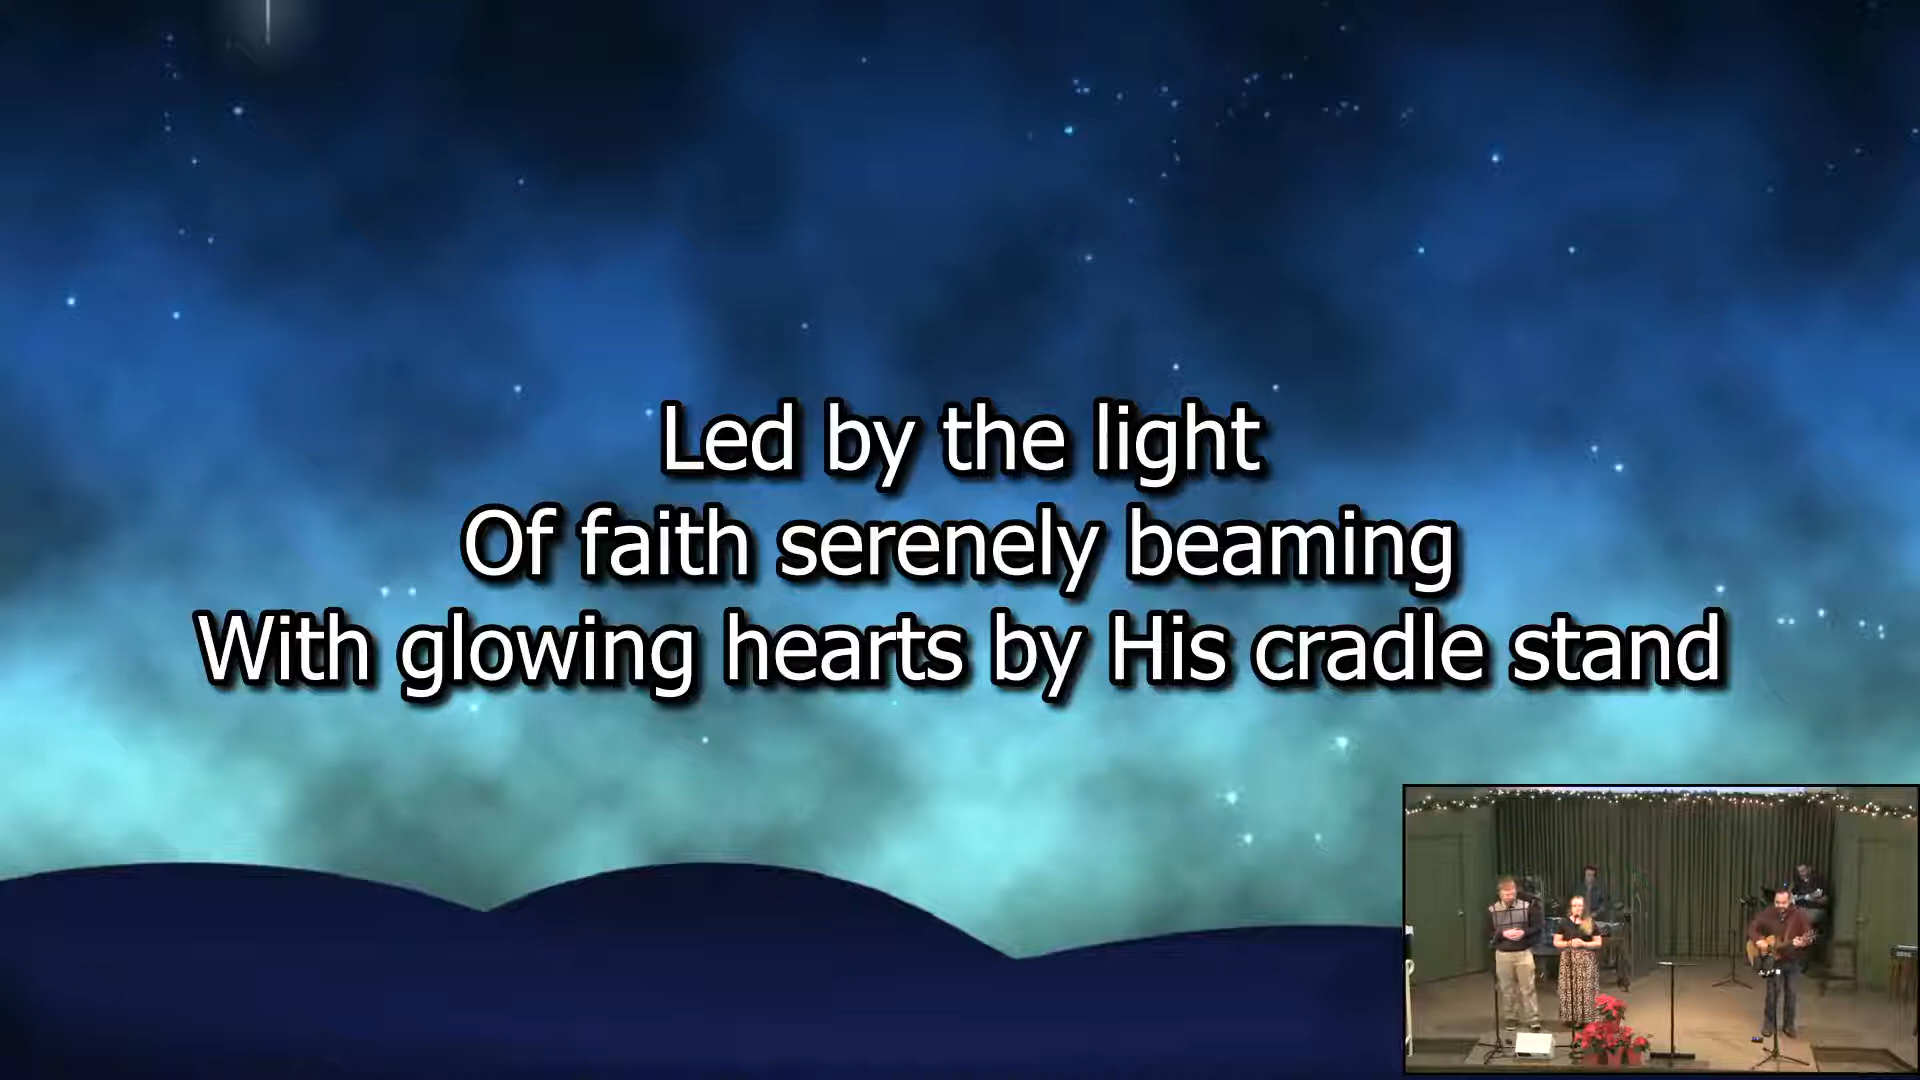 Led by the light
Of faith serenely beaming
With glowing hearts by His cradle stand